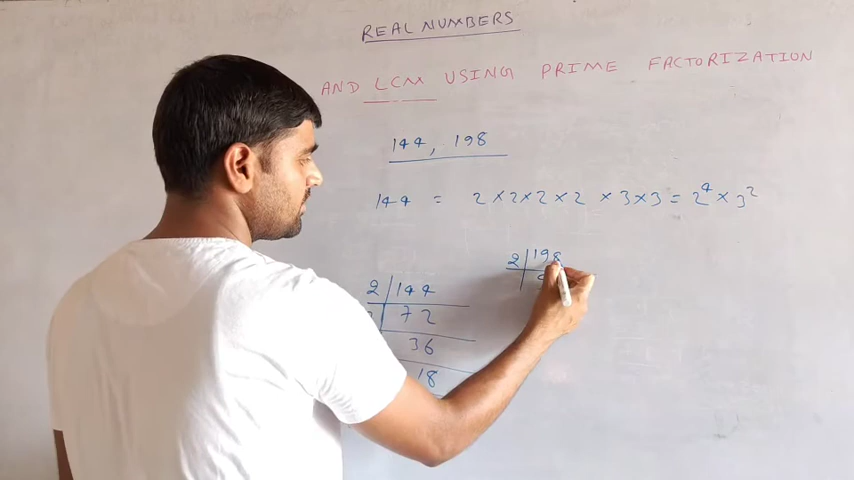 REAL NUMBERS
AND LCM USING PRIME FACTORIZATION
144, 198
144 = 2×2×2×2 ×3×3 = 2⁴ × 3²
2 | 198
2 | 144
72
36
18